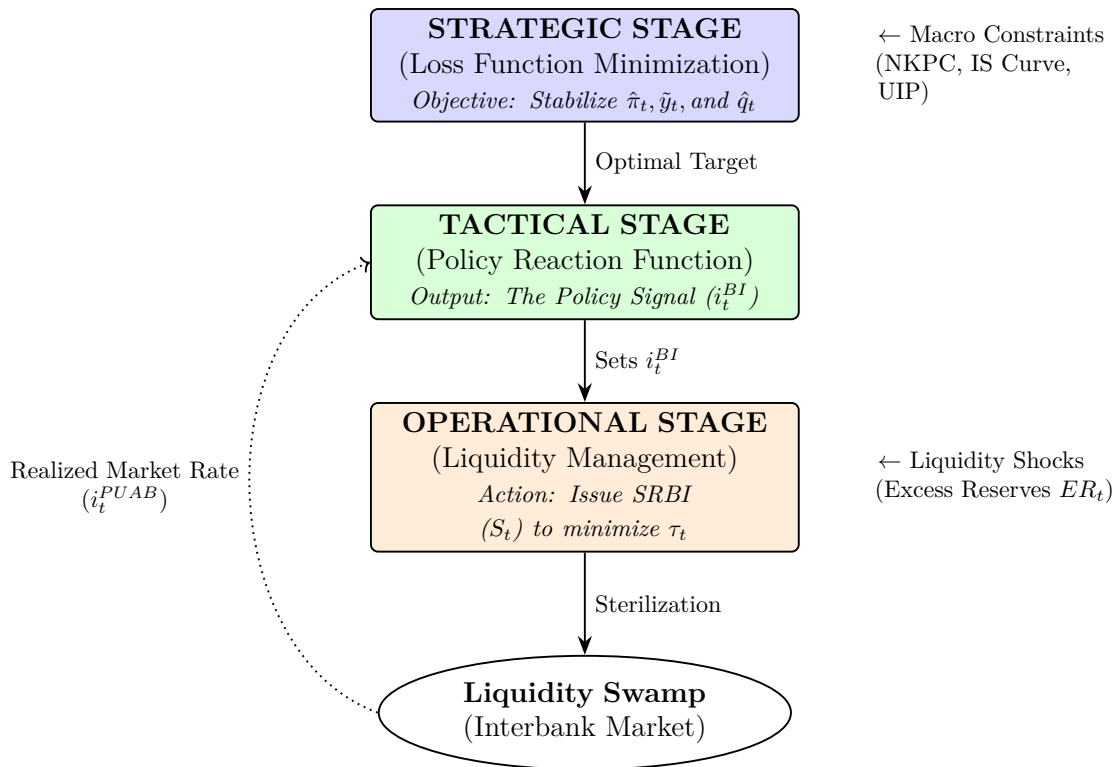 STRATEGIC STAGE
(Loss Function Minimization)
Objective: Stabilize π̂_t, ỹ_t, and q̂_t
← Macro Constraints
(NKPC, IS Curve,
UIP)
Optimal Target
TACTICAL STAGE
(Policy Reaction Function)
Output: The Policy Signal (i_t^{BI})
Sets i_t^{BI}
OPERATIONAL STAGE
(Liquidity Management)
Action: Issue SRBI
(S_t) to minimize τ_t
← Liquidity Shocks
(Excess Reserves ER_t)
Realized Market Rate
(i_t^{PUAB})
Sterilization
Liquidity Swamp
(Interbank Market)